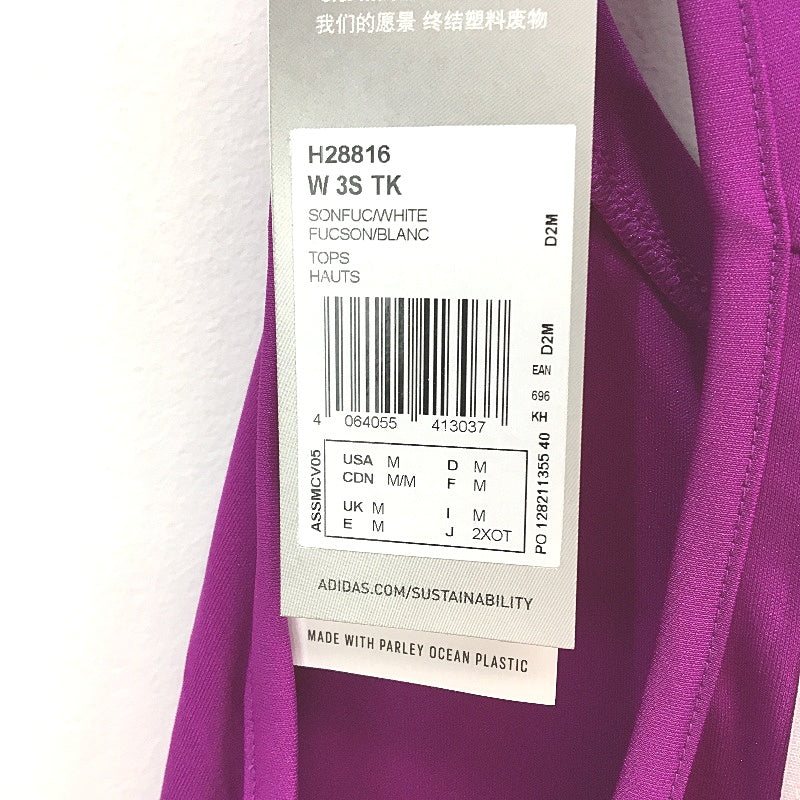 我们的愿景 终结塑料废物
H28816
W 3S TK
SONFUC/WHITE
FUCSON/BLANC
TOPS
HAUTS
D2M
D2M
EAN
696
KH
4 064055 413037
ASSMCV05
USA M D M
CDN M/M F M
UK M I M
E M J 2XOT
PO 128211355 40
ADIDAS.COM/SUSTAINABILITY
MADE WITH PARLEY OCEAN PLASTIC